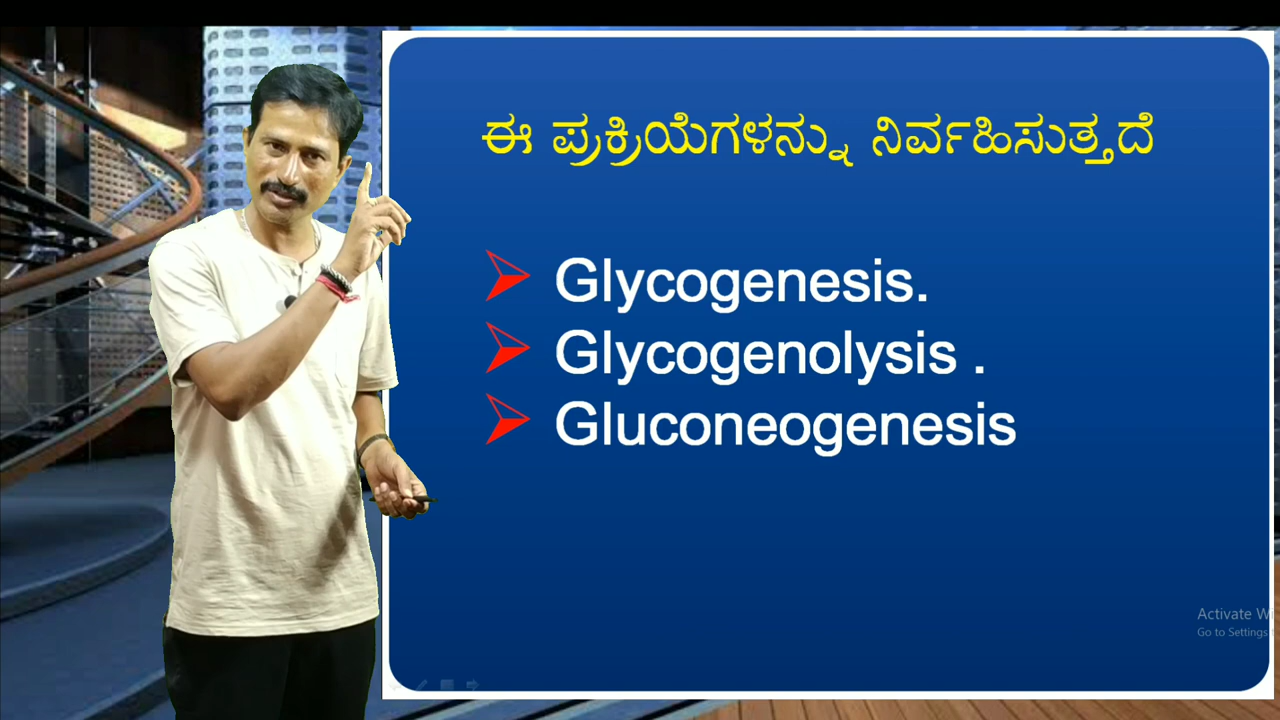 ಈ ಪ್ರಕ್ರಿಯೆಗಳನ್ನು ನಿರ್ವಹಿಸುತ್ತದೆ
Glycogenesis.
Glycogenolysis .
Gluconeogenesis
Activate W
Go to Settings